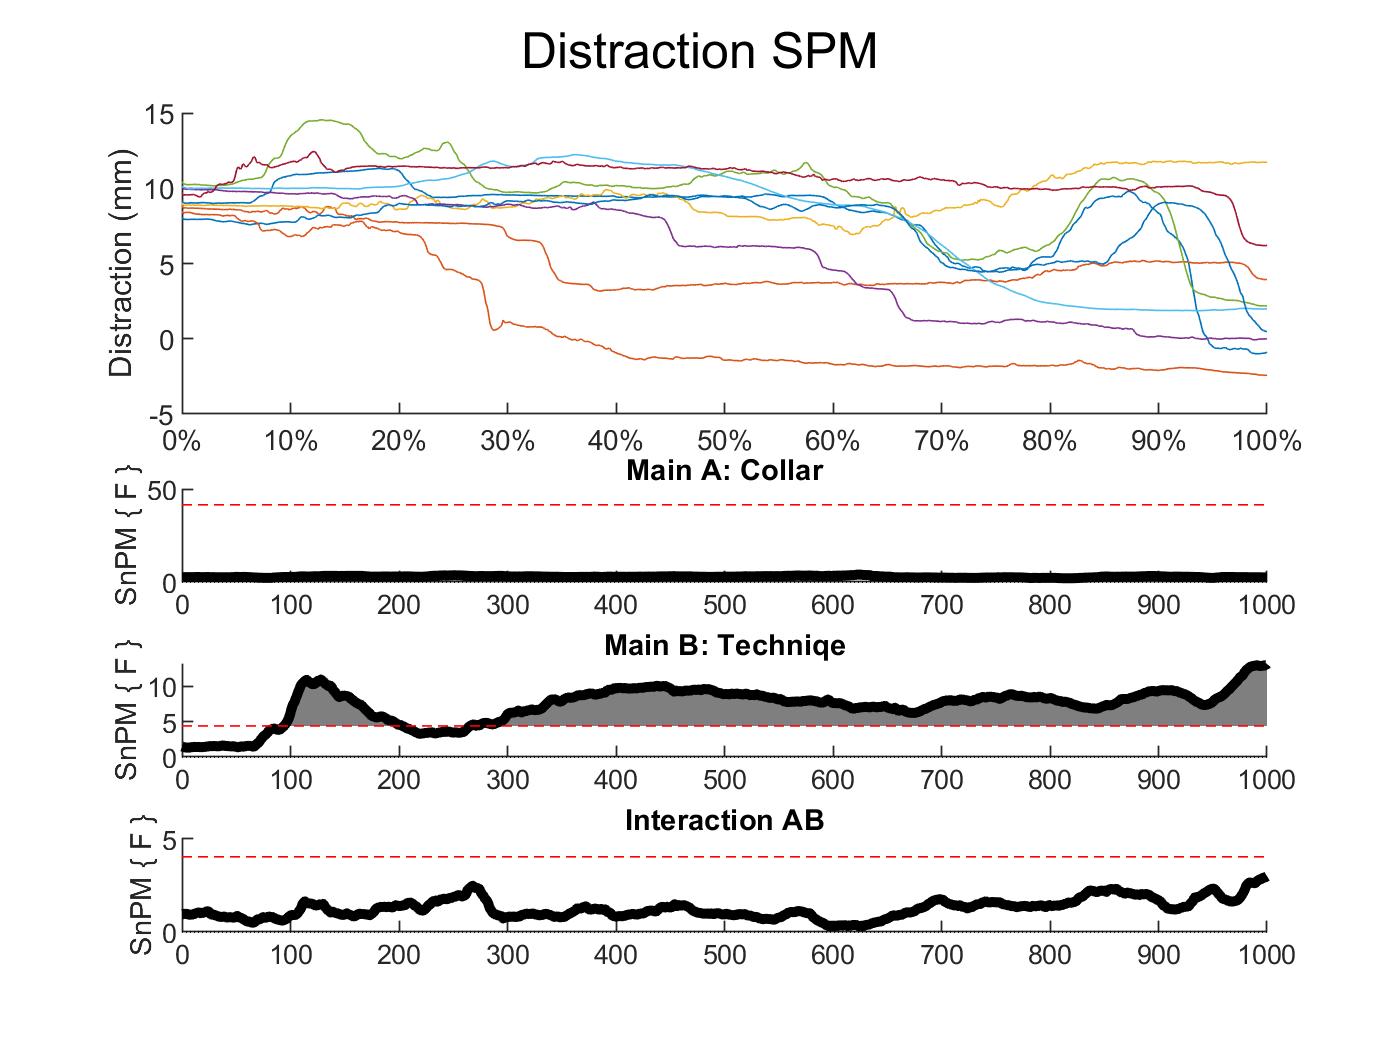 Distraction SPM
Distraction (mm)
15
10
5
0
-5
0% 10% 20% 30% 40% 50% 60% 70% 80% 90% 100%
Main A: Collar
SnPM { F }
50
0
0 100 200 300 400 500 600 700 800 900 1000
Main B: Techniqe
SnPM { F }
10
5
0
0 100 200 300 400 500 600 700 800 900 1000
Interaction AB
SnPM { F }
5
0
0 100 200 300 400 500 600 700 800 900 1000